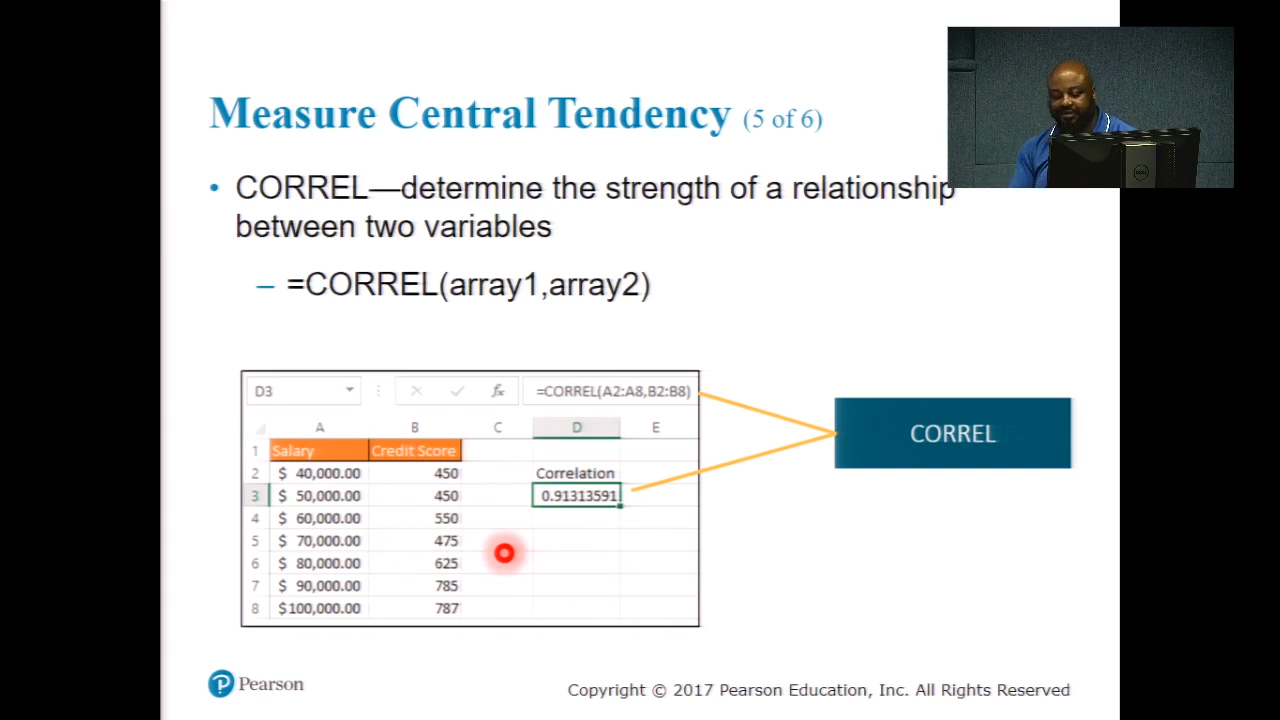 Measure Central Tendency (5 of 6)
• CORREL—determine the strength of a relationship
between two variables
– =CORREL(array1,array2)
D3 fx =CORREL(A2:A8,B2:B8)
A B C D E
1 Salary Credit Score
2 $ 40,000.00 450 Correlation
3 $ 50,000.00 450 0.91313591
4 $ 60,000.00 550
5 $ 70,000.00 475
6 $ 80,000.00 625
7 $ 90,000.00 785
8 $100,000.00 787
CORREL
Pearson
Copyright © 2017 Pearson Education, Inc. All Rights Reserved
DELL